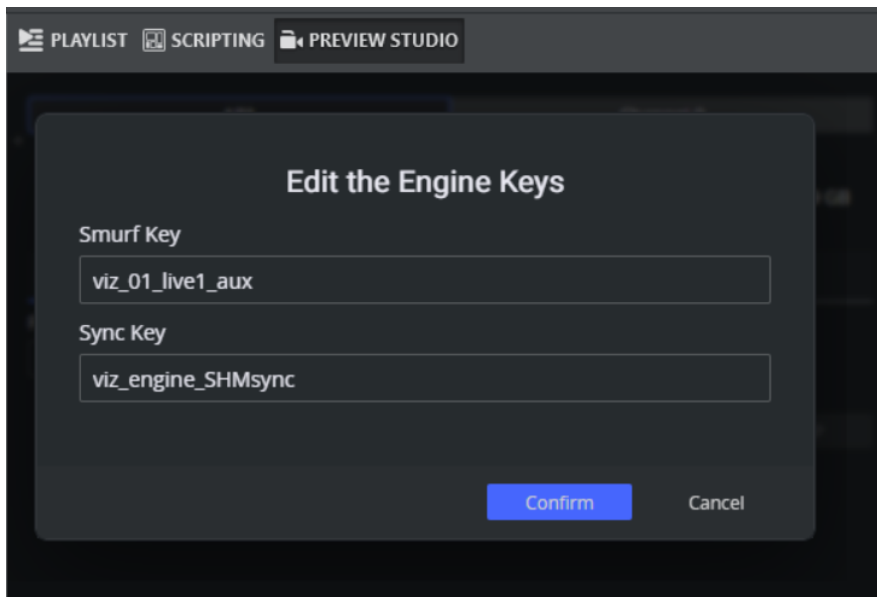 PLAYLIST SCRIPTING PREVIEW STUDIO
Edit the Engine Keys
Smurf Key
viz_01_live1_aux
Sync Key
viz_engine_SHMsync
Confirm Cancel